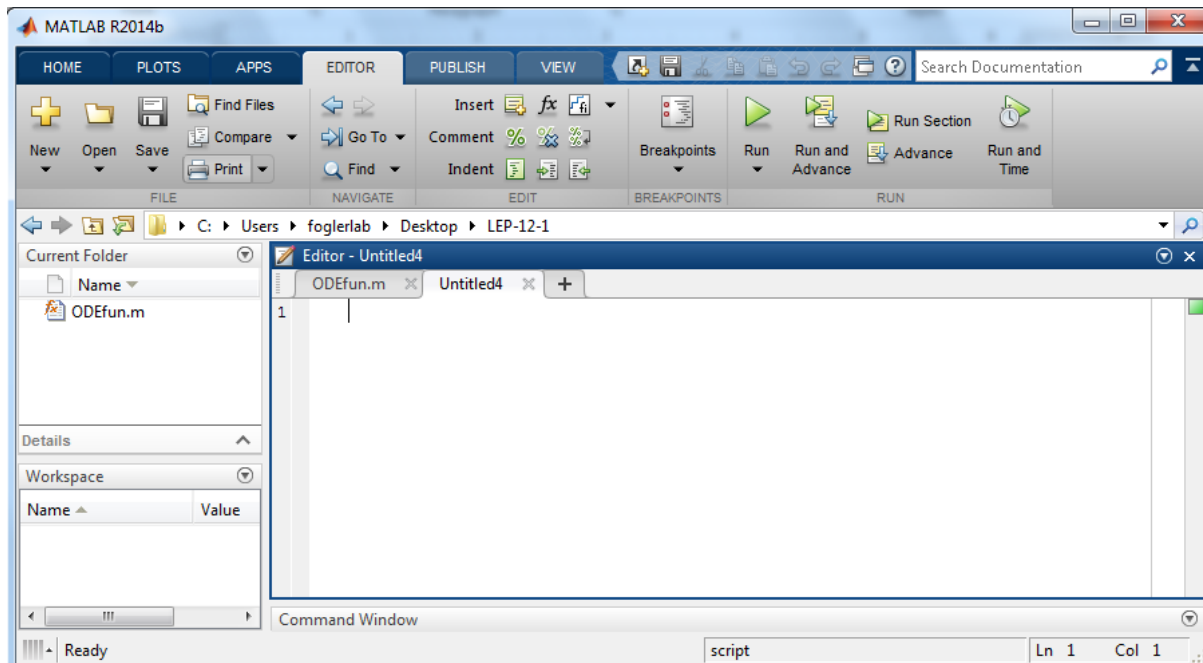 MATLAB R2014b
HOME PLOTS APPS EDITOR PUBLISH VIEW Search Documentation
Find Files Insert fx fi
New Open Save Compare Go To Comment % Breakpoints Run Run and Advance Run Section Advance Run and Time
Print Find Indent
FILE NAVIGATE EDIT BREAKPOINTS RUN
C: Users foglerlab Desktop LEP-12-1
Current Folder
Name
ODEfun.m
Details
Workspace
Name Value
Editor - Untitled4
ODEfun.m Untitled4 +
1
Command Window
Ready script Ln 1 Col 1